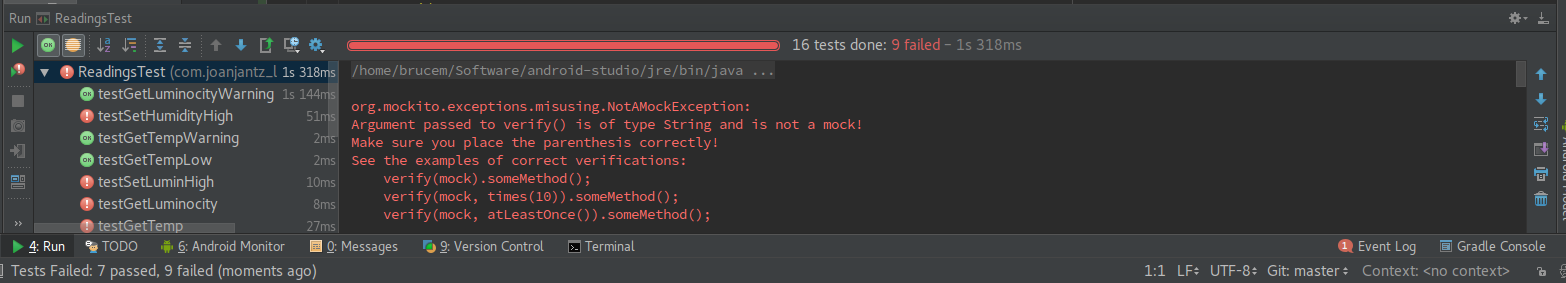 Run ReadingsTest
OK
16 tests done: 9 failed – 1s 318ms
ReadingsTest (com.joanjantz_l 1s 318ms
OK testGetLuminocityWarning 1s 144ms
testSetHumidityHigh 51ms
OK testGetTempWarning 2ms
OK testGetTempLow 2ms
testSetLuminHigh 10ms
testGetLuminocity 8ms
testGetTemp 27ms
/home/brucem/Software/android-studio/jre/bin/java ...
org.mockito.exceptions.misusing.NotAMockException:
Argument passed to verify() is of type String and is not a mock!
Make sure you place the parenthesis correctly!
See the examples of correct verifications:
verify(mock).someMethod();
verify(mock, times(10)).someMethod();
verify(mock, atLeastOnce()).someMethod();
4: Run TODO 6: Android Monitor 0: Messages 9: Version Control Terminal 1 Event Log Gradle Console
Tests Failed: 7 passed, 9 failed (moments ago) 1:1 LF UTF-8 Git: master Context: <no context>